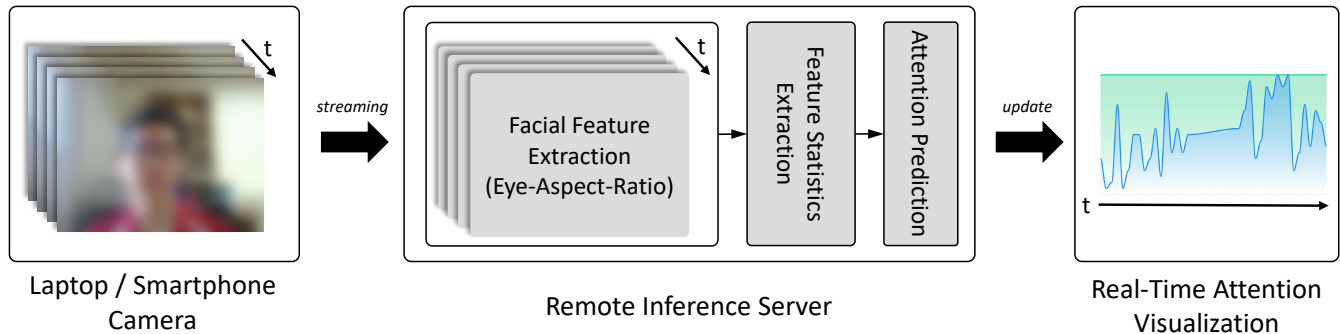 t
streaming
Facial Feature
Extraction
(Eye-Aspect-Ratio)
t
Feature Statistics
Extraction
Attention Prediction
update
t
Laptop / Smartphone
Camera
Remote Inference Server
Real-Time Attention
Visualization